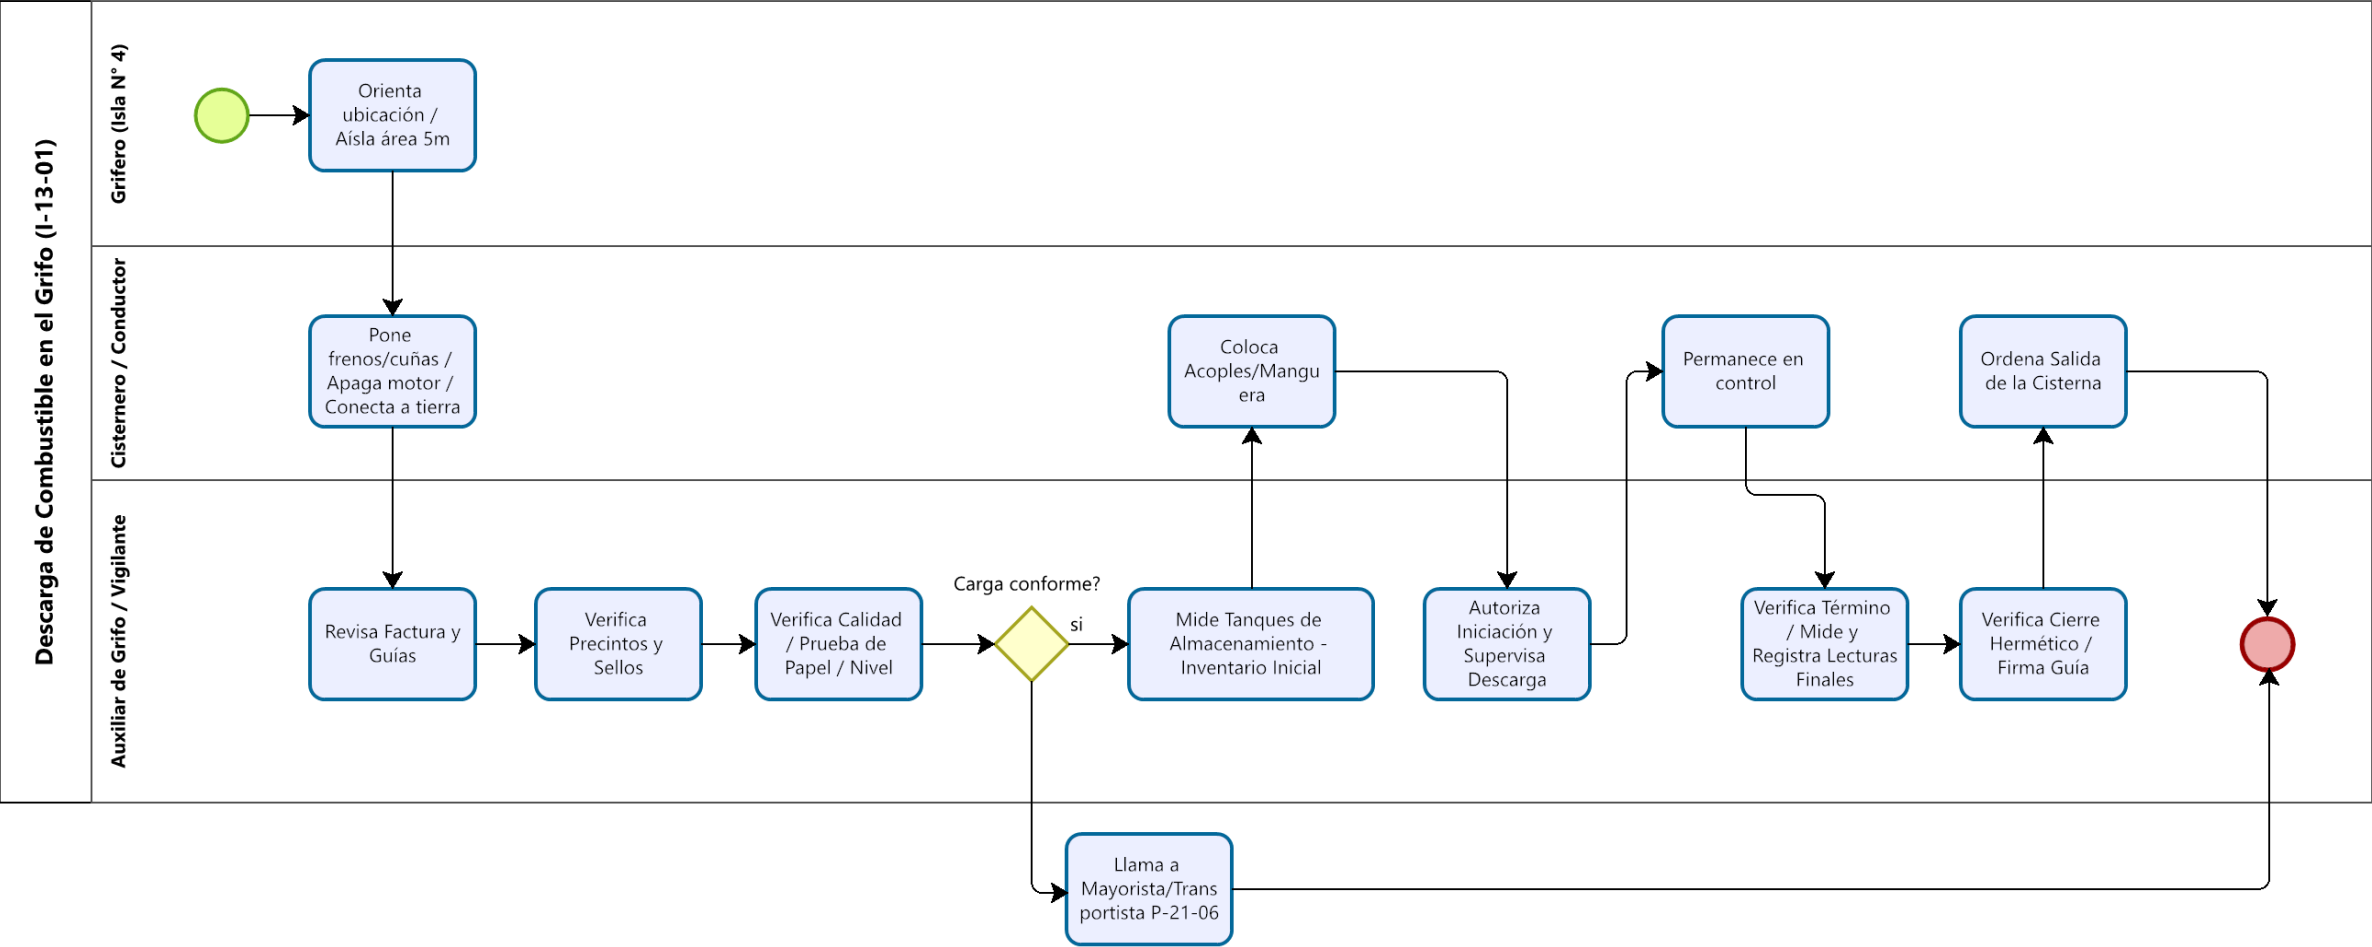 Descarga de Combustible en el Grifo (I-13-01)
Grifero (Isla N° 4)
Orienta
ubicación /
Aísla área 5m
Cisternero / Conductor
Pone
frenos/cuñas /
Apaga motor /
Conecta a tierra
Coloca
Acoples/Mangu
era
Permanece en
control
Ordena Salida
de la Cisterna
Auxiliar de Grifo / Vigilante
Revisa Factura y
Guías
Verifica
Precintos y
Sellos
Verifica Calidad
/ Prueba de
Papel / Nivel
Carga conforme?
si
Mide Tanques de
Almacenamiento -
Inventario Inicial
Autoriza
Iniciación y
Supervisa
Descarga
Verifica Término
/ Mide y
Registra Lecturas
Finales
Verifica Cierre
Hermético /
Firma Guía
Llama a
Mayorista/Trans
portista P-21-06